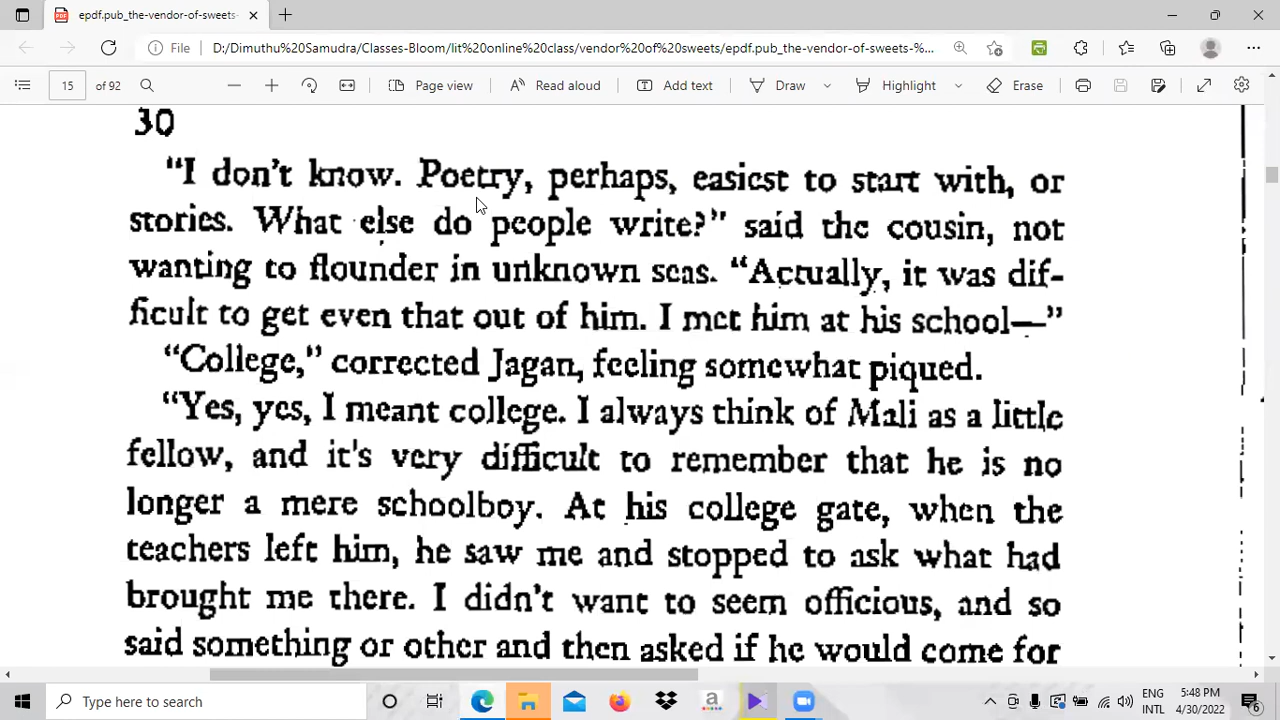 epdf.pub_the_vendor-of-sweets-
File D:/Dimuthu%20Samudra/Classes-Bloom/lit%20online%20class/vendor%20of%20sweets/epdf.pub_the-vendor-of-sweets-%...
15 of 92 Page view Read aloud Add text Draw Highlight Erase
30
"I don't know. Poetry, perhaps, easiest to start with, or
stories. What else do people write?" said the cousin, not
wanting to flounder in unknown seas. "Actually, it was dif-
ficult to get even that out of him. I met him at his school—"
"College," corrected Jagan, feeling somewhat piqued.
"Yes, yes, I meant college. I always think of Mali as a little
fellow, and it's very difficult to remember that he is no
longer a mere schoolboy. At his college gate, when the
teachers left him, he saw me and stopped to ask what had
brought me there. I didn't want to seem officious, and so
said something or other and then asked if he would come for
Type here to search
ENG
INTL
5:48 PM
4/30/2022
6